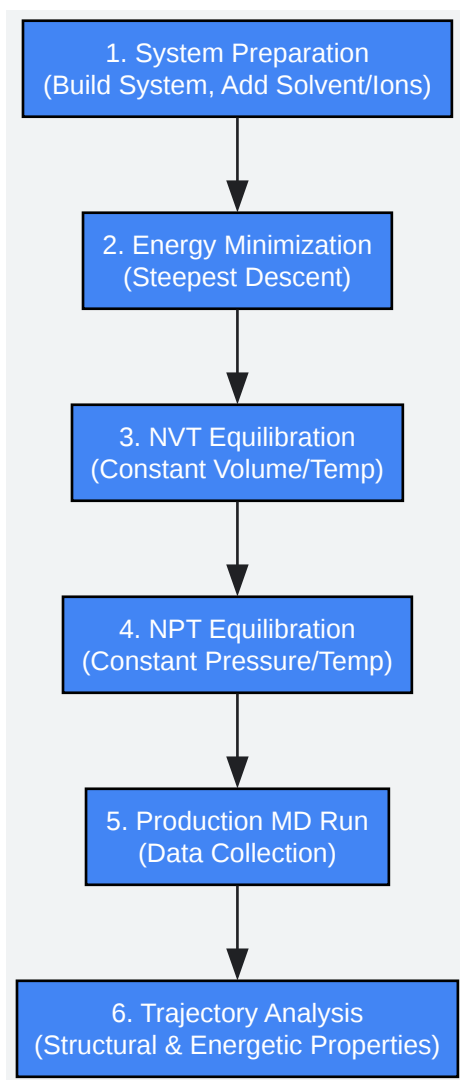 1. System Preparation
(Build System, Add Solvent/Ions)
2. Energy Minimization
(Steepest Descent)
3. NVT Equilibration
(Constant Volume/Temp)
4. NPT Equilibration
(Constant Pressure/Temp)
5. Production MD Run
(Data Collection)
6. Trajectory Analysis
(Structural & Energetic Properties)